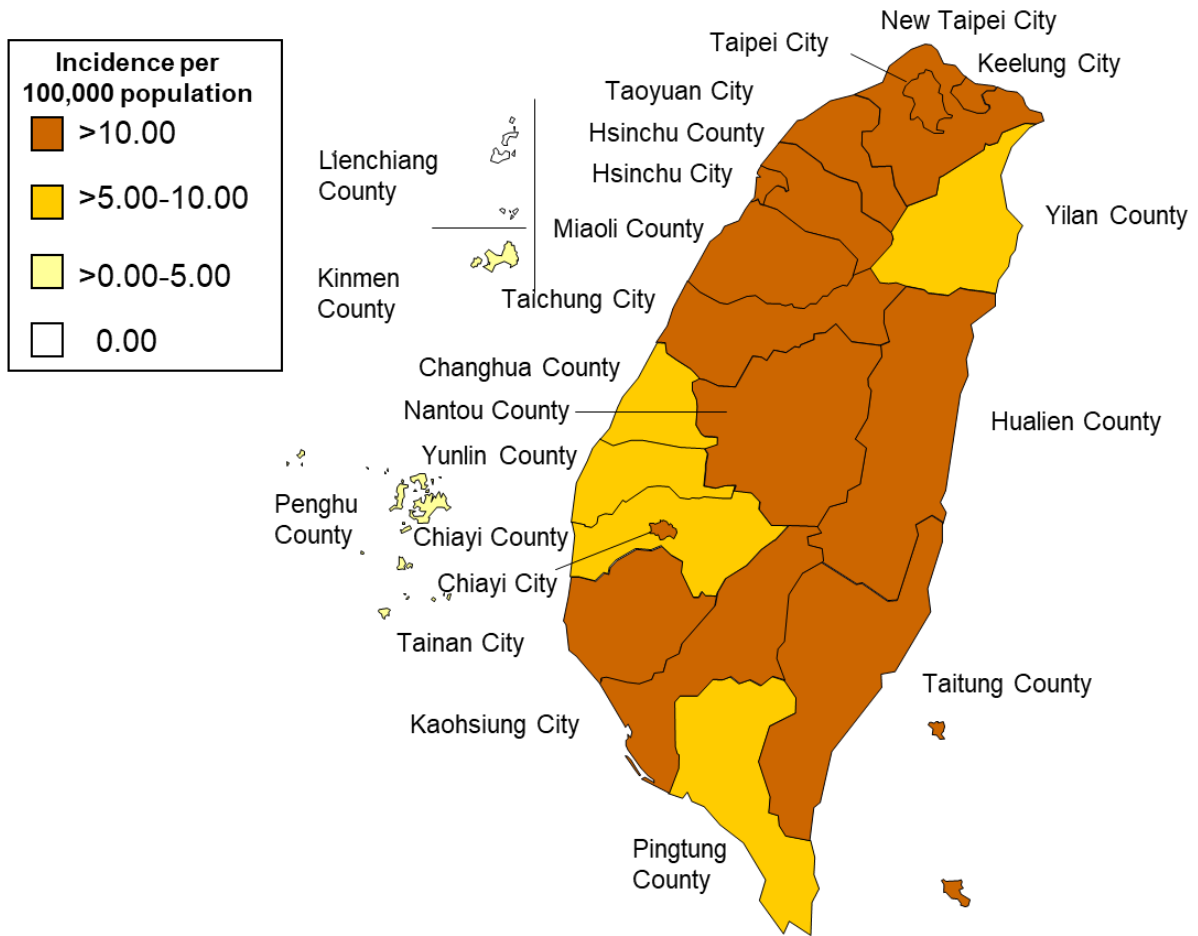 Incidence per
100,000 population
>10.00
>5.00-10.00
>0.00-5.00
0.00
New Taipei City
Taipei City
Keelung City
Taoyuan City
Hsinchu County
Lienchiang
County
Hsinchu City
Yilan County
Miaoli County
Kinmen
County
Taichung City
Changhua County
Nantou County
Hualien County
Yunlin County
Penghu
County
Chiayi County
Chiayi City
Tainan City
Taitung County
Kaohsiung City
Pingtung
County